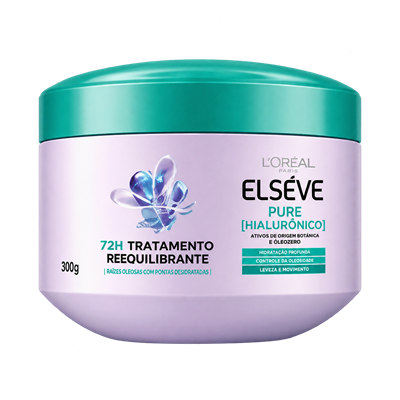 L'ORÉAL
PARIS
ELSÉVE
PURE
[HIALURÔNICO]
ATIVOS DE ORIGEM BOTÂNICA
E ÓLEOZERO
HIDRATAÇÃO PROFUNDA
CONTROLE DA OLEOSIDADE
LEVEZA E MOVIMENTO
72H TRATAMENTO
REEQUILIBRANTE
| RAÍZES OLEOSAS COM PONTAS DESIDRATADAS |
300g